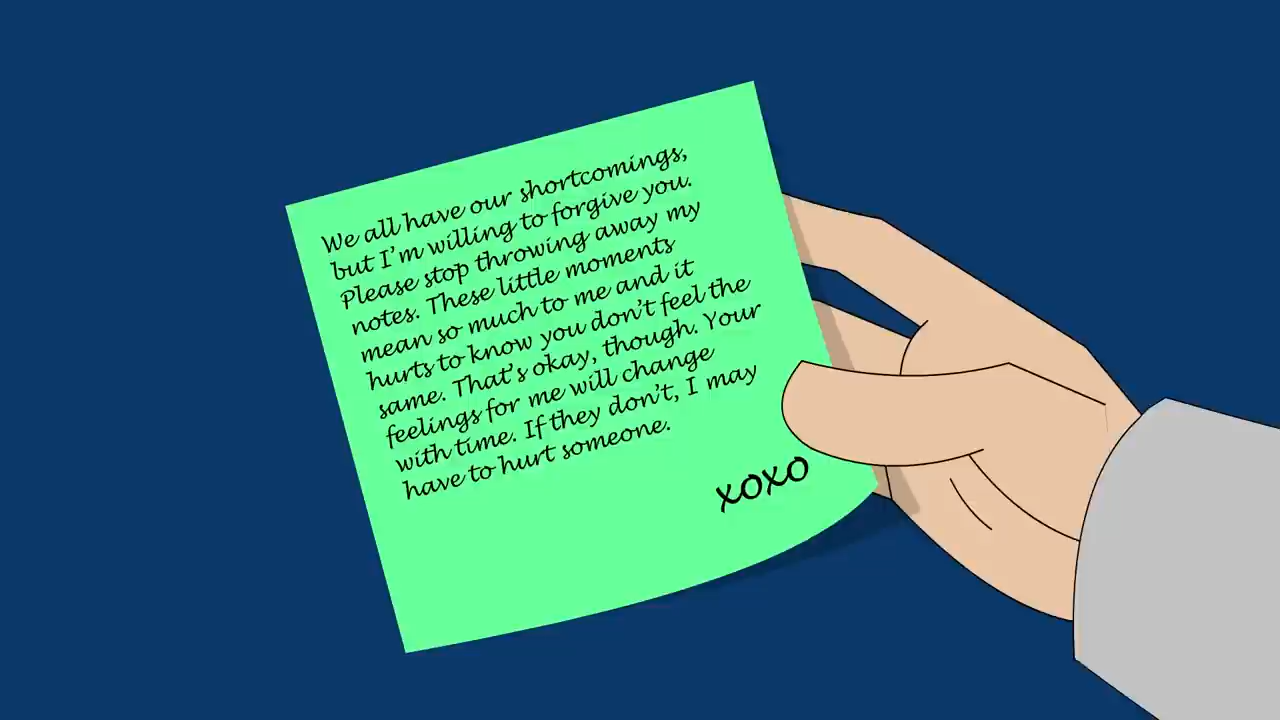 We all have our shortcomings,
but I'm willing to forgive you.
Please stop throwing away my
notes. These little moments
mean so much to me and it
hurts to know you don't feel the
same. That's okay, though. Your
feelings for me will change
with time. If they don't, I may
have to hurt someone.
XOXO